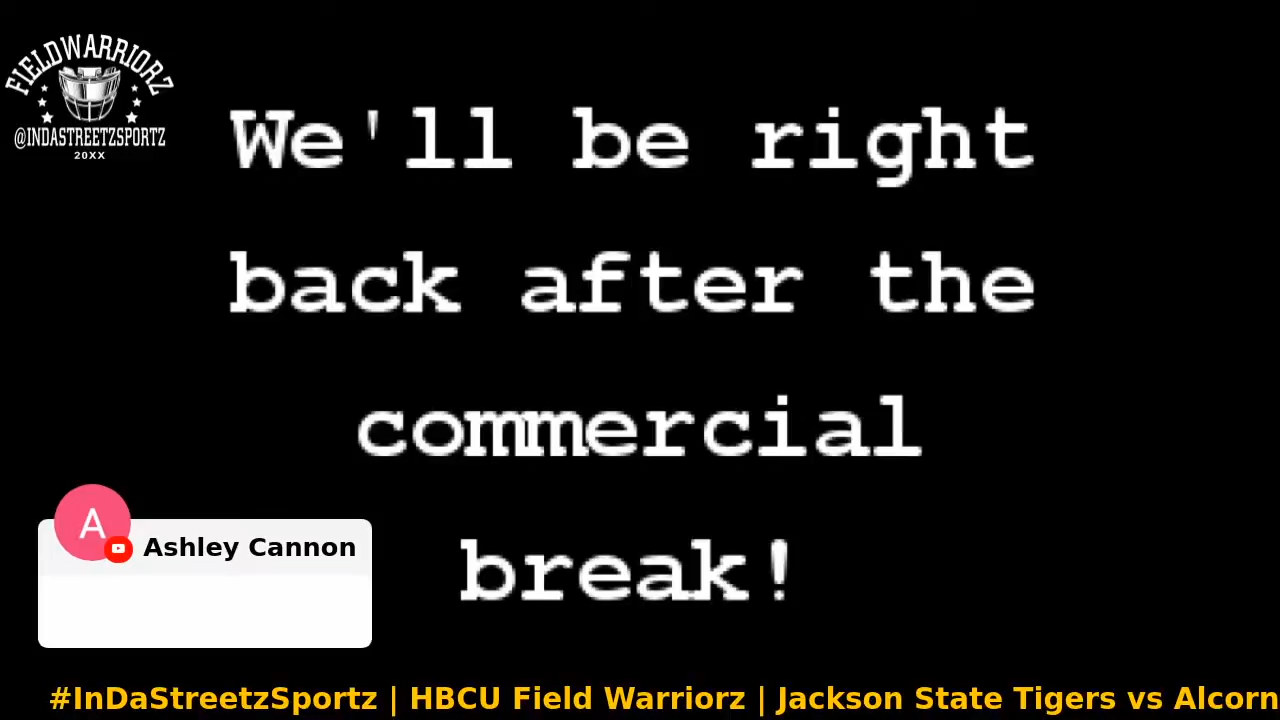 FIELDWARRIORZ
@INDASTREETZSPORTZ
20XX
We'll be right
back after the
commercial
break!
A
Ashley Cannon
#InDaStreetzSportz | HBCU Field Warriorz | Jackson State Tigers vs Alcorn